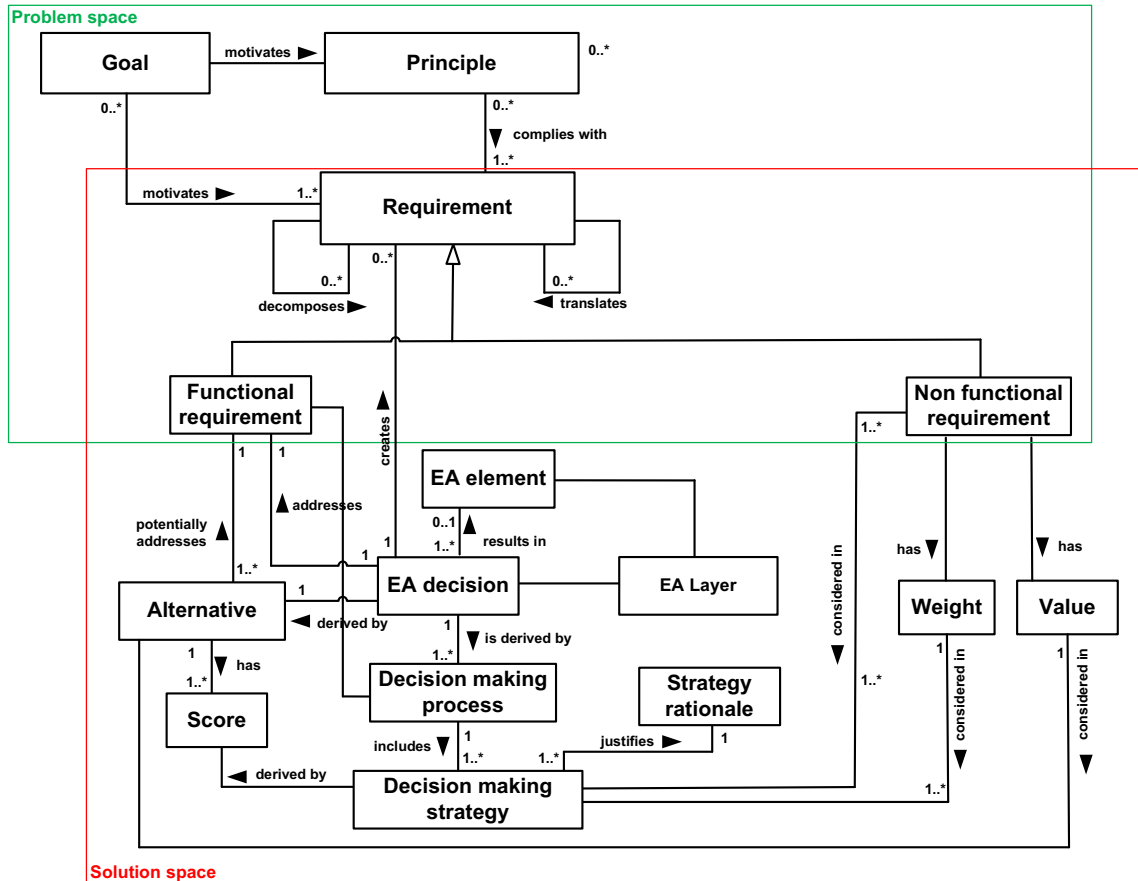 Problem space
Goal
motivates
Principle
0..*
0..*
0..*
complies with
1..*
motivates
1..*
Requirement
0..*
0..*
0..*
decomposes
translates
Functional
requirement
Non functional
requirement
creates
1..*
1
1
EA element
addresses
potentially
addresses
0..1
results in
1
1..*
1
1..*
has
has
EA decision
EA Layer
Alternative
1
Weight
Value
derived by
1
is derived by
considered in
1
has
1..*
1
1
1..*
Decision making
process
Strategy
rationale
1..*
considered in
considered in
Score
1
includes
justifies
1
1..*
1..*
derived by
Decision making
strategy
1..*
Solution space